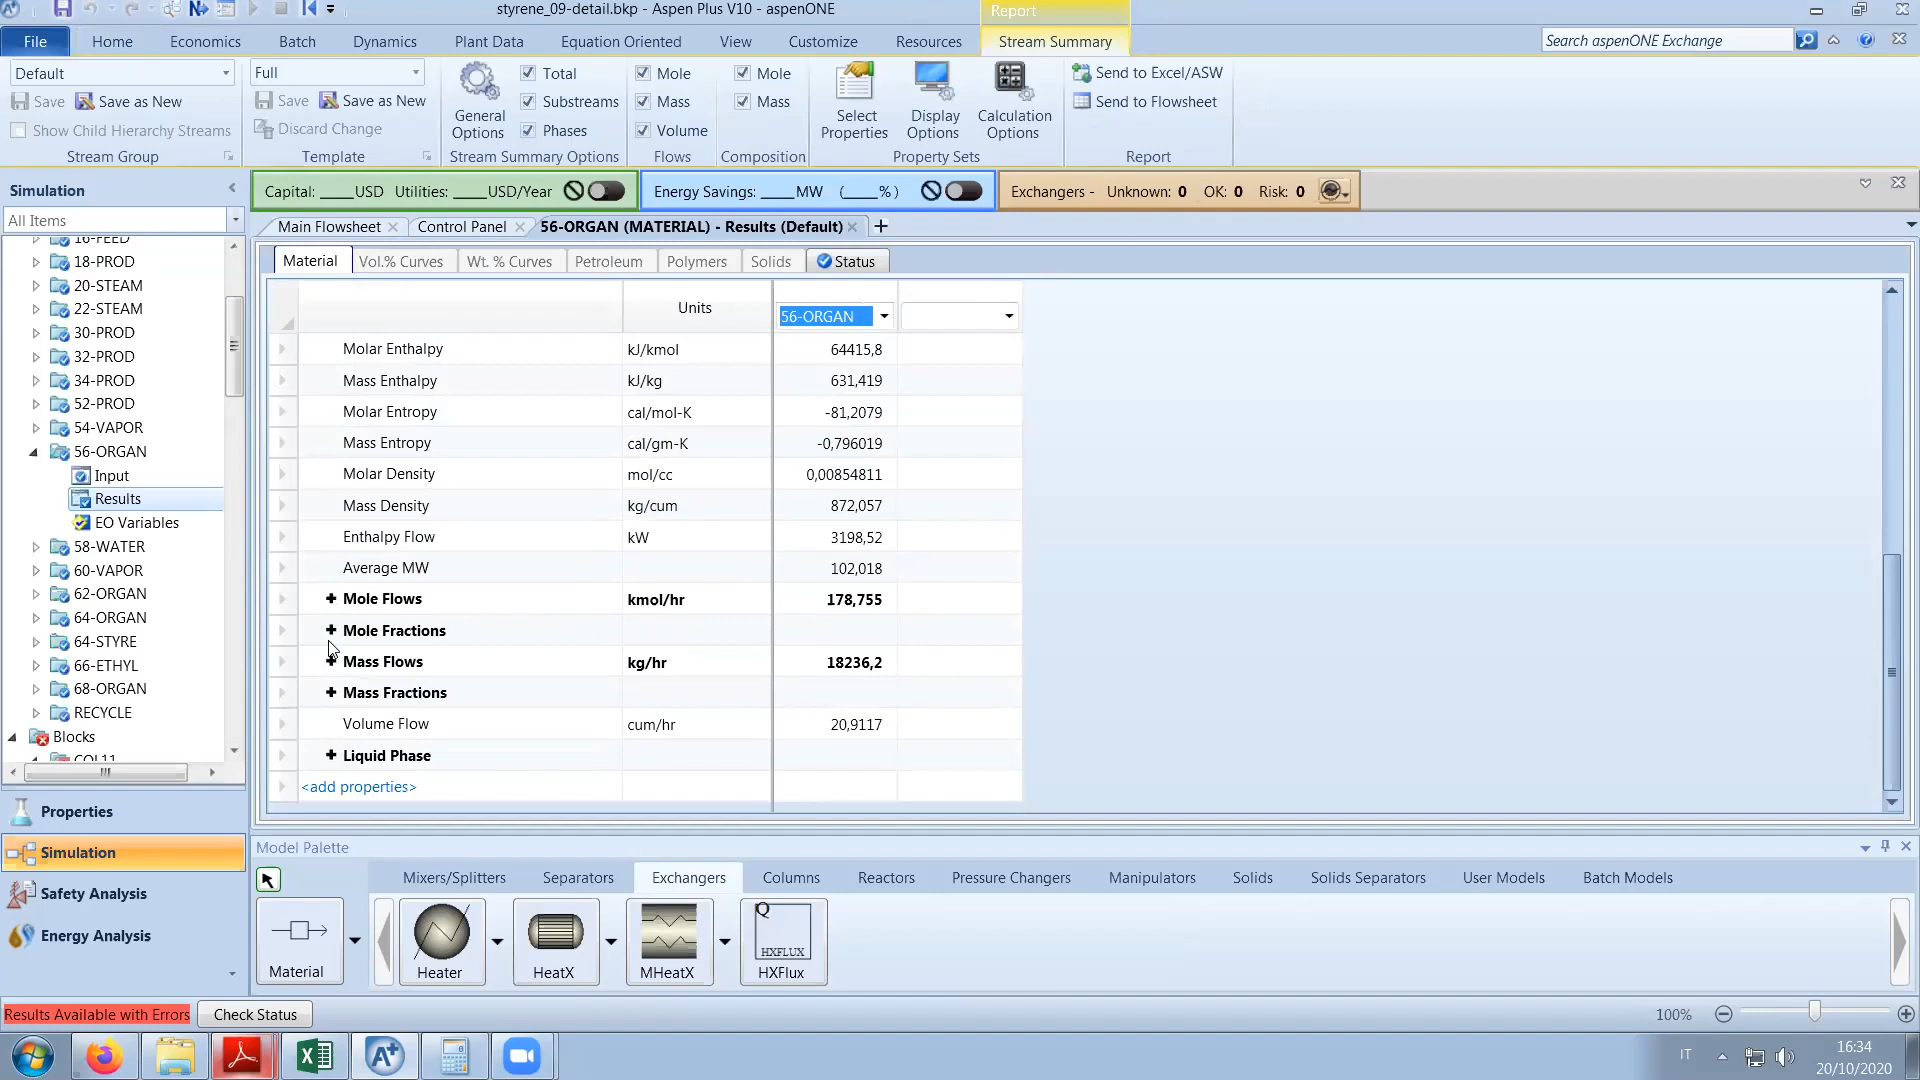 styrene_09-detail.bkp - Aspen Plus V10 - aspenONE
Report
File
Home
Economics
Batch
Dynamics
Plant Data
Equation Oriented
View
Customize
Resources
Stream Summary
Search aspenONE Exchange
Default
Save
Save as New
Show Child Hierarchy Streams
Stream Group
Full
Save
Save as New
Discard Change
Template
General Options
Total
Substreams
Phases
Stream Summary Options
Mole
Mass
Volume
Flows
Mole
Mass
Composition
Select Properties
Display Options
Calculation Options
Property Sets
Send to Excel/ASW
Send to Flowsheet
Report
Simulation
All Items
Capital: ____USD Utilities: ____USD/Year
Energy Savings: ____MW (____%)
Exchangers - Unknown: 0 OK: 0 Risk: 0
Main Flowsheet
Control Panel
56-ORGAN (MATERIAL) - Results (Default)
Material
Vol.% Curves
Wt. % Curves
Petroleum
Polymers
Solids
Status
16-FEED
18-PROD
20-STEAM
22-STEAM
30-PROD
32-PROD
34-PROD
52-PROD
54-VAPOR
56-ORGAN
Input
Results
EO Variables
58-WATER
60-VAPOR
62-ORGAN
64-ORGAN
64-STYRE
66-ETHYL
68-ORGAN
RECYCLE
Blocks
COL11
Units
56-ORGAN
Molar Enthalpy kJ/kmol 64415,8
Mass Enthalpy kJ/kg 631,419
Molar Entropy cal/mol-K -81,2079
Mass Entropy cal/gm-K -0,796019
Molar Density mol/cc 0,00854811
Mass Density kg/cum 872,057
Enthalpy Flow kW 3198,52
Average MW 102,018
Mole Flows kmol/hr 178,755
Mole Fractions
Mass Flows kg/hr 18236,2
Mass Fractions
Volume Flow cum/hr 20,9117
Liquid Phase
<add properties>
Properties
Simulation
Safety Analysis
Energy Analysis
Model Palette
Mixers/Splitters
Separators
Exchangers
Columns
Reactors
Pressure Changers
Manipulators
Solids
Solids Separators
User Models
Batch Models
Material
Heater
HeatX
MHeatX
Q
HXFLUX
HXFlux
Results Available with Errors
Check Status
100%
IT
16:34
20/10/2020